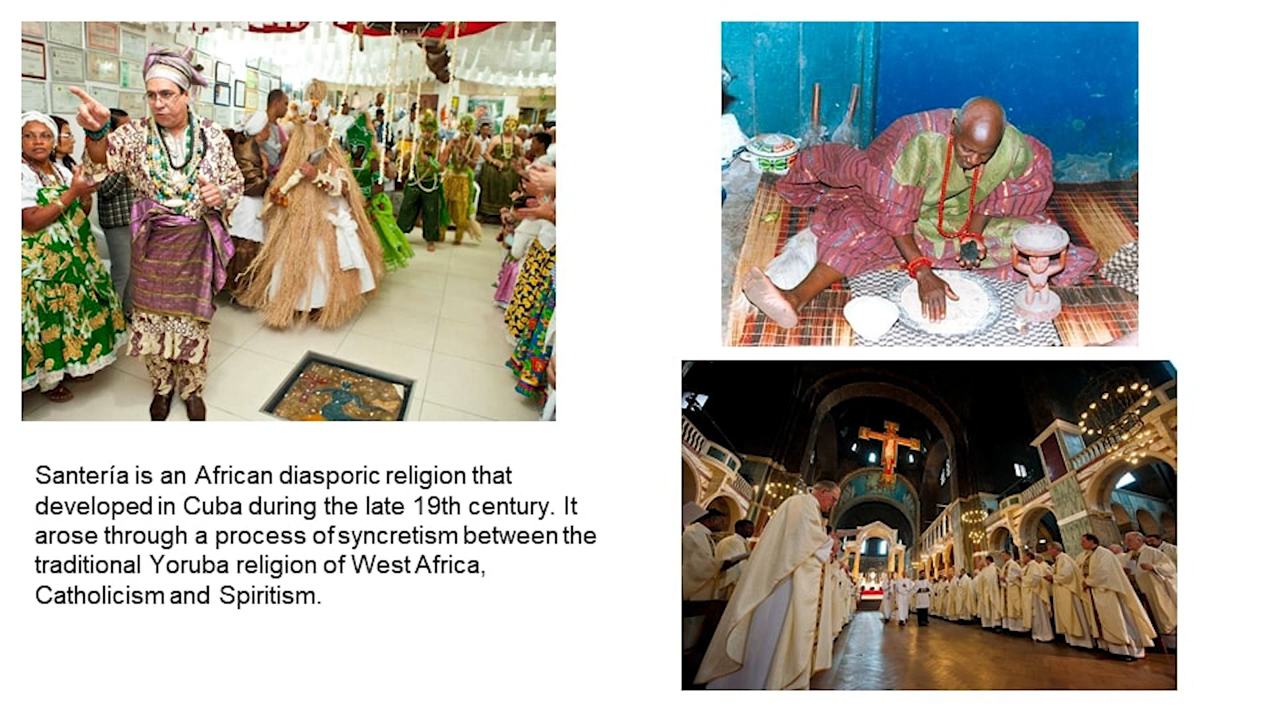 Santería is an African diasporic religion that
developed in Cuba during the late 19th century. It
arose through a process of syncretism between the
traditional Yoruba religion of West Africa,
Catholicism and Spiritism.